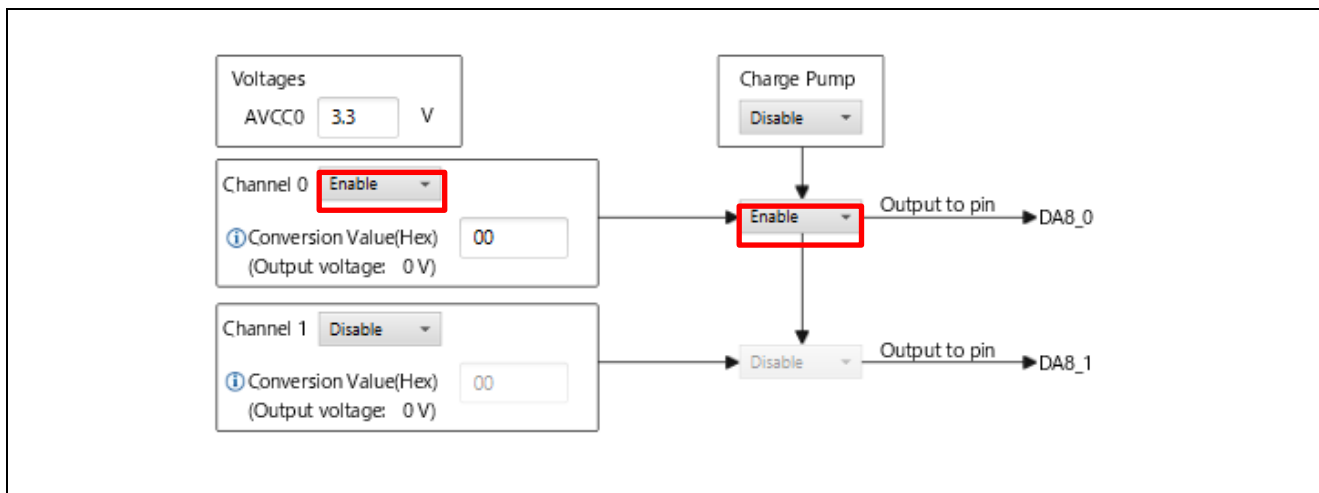 Voltages
AVCC0 3.3 V
Charge Pump
Disable
Channel 0 Enable
Conversion Value(Hex) 00
(Output voltage: 0 V)
Enable
Output to pin
DA8_0
Channel 1 Disable
Conversion Value(Hex) 00
(Output voltage: 0 V)
Disable
Output to pin
DA8_1